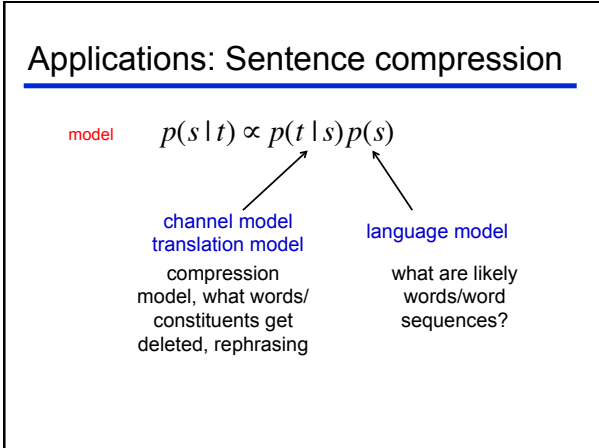 Applications: Sentence compression
model p(s | t) ∝ p(t | s)p(s)
channel model
translation model
language model
compression
model, what words/
constituents get
deleted, rephrasing
what are likely
words/word
sequences?